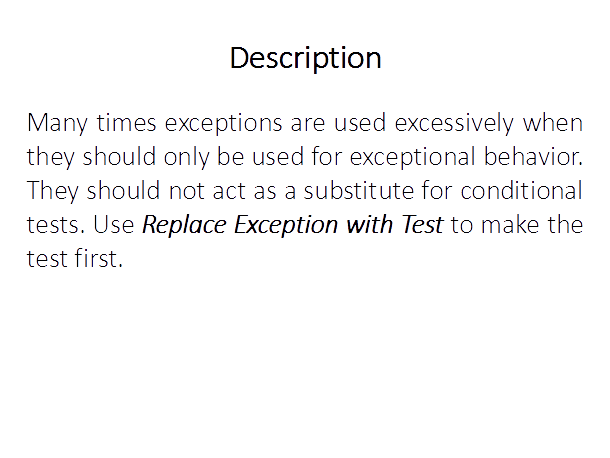 Description
Many times exceptions are used excessively when
they should only be used for exceptional behavior.
They should not act as a substitute for conditional
tests. Use Replace Exception with Test to make the
test first.